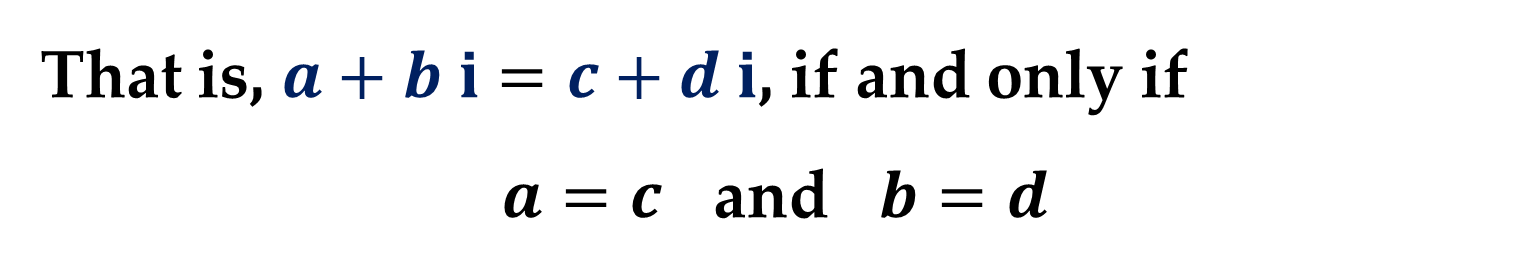 That is, a + b i = c + d i, if and only if
a = c and b = d